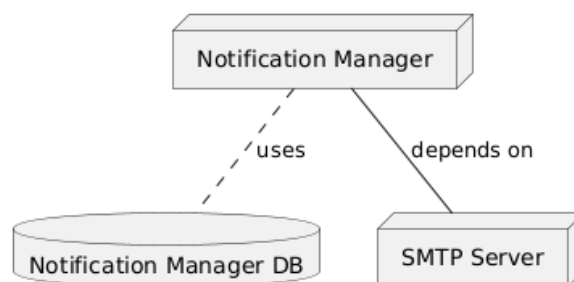 Notification Manager
uses
depends on
Notification Manager DB
SMTP Server